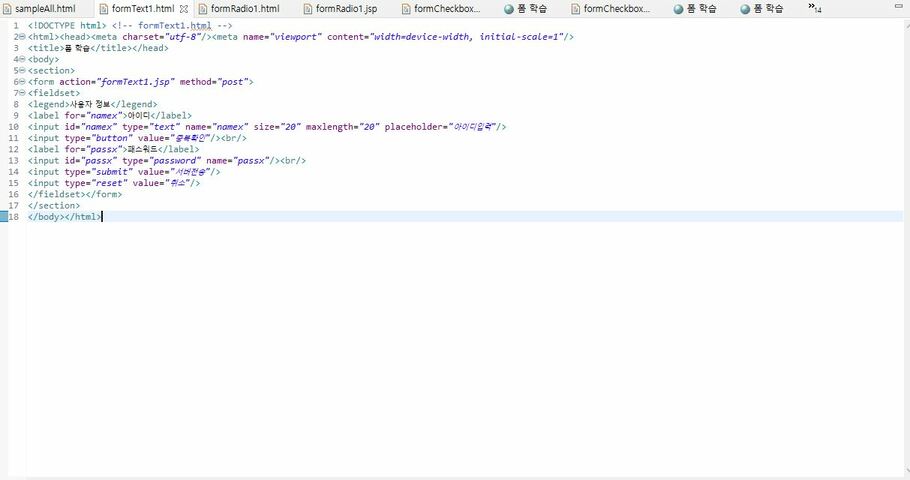 sampleAll.html formText1.html formRadio1.html formRadio1.jsp formCheckbox... 폼 학습 formCheckbox... 폼 학습 폼 학습 »14
1 <!DOCTYPE html> <!-- formText1.html -->
2 <html><head><meta charset="utf-8"/><meta name="viewport" content="width=device-width, initial-scale=1"/>
3 <title>폼 학습</title></head>
4 <body>
5 <section>
6 <form action="formText1.jsp" method="post">
7 <fieldset>
8 <legend>사용자 정보</legend>
9 <label for="namex">아이디</label>
10 <input id="namex" type="text" name="namex" size="20" maxlength="20" placeholder="아이디입력"/>
11 <input type="button" value="중복확인"/><br/>
12 <label for="passx">패스워드</label>
13 <input id="passx" type="password" name="passx"/><br/>
14 <input type="submit" value="서버전송"/>
15 <input type="reset" value="취소"/>
16 </fieldset></form>
17 </section>
18 </body></html>